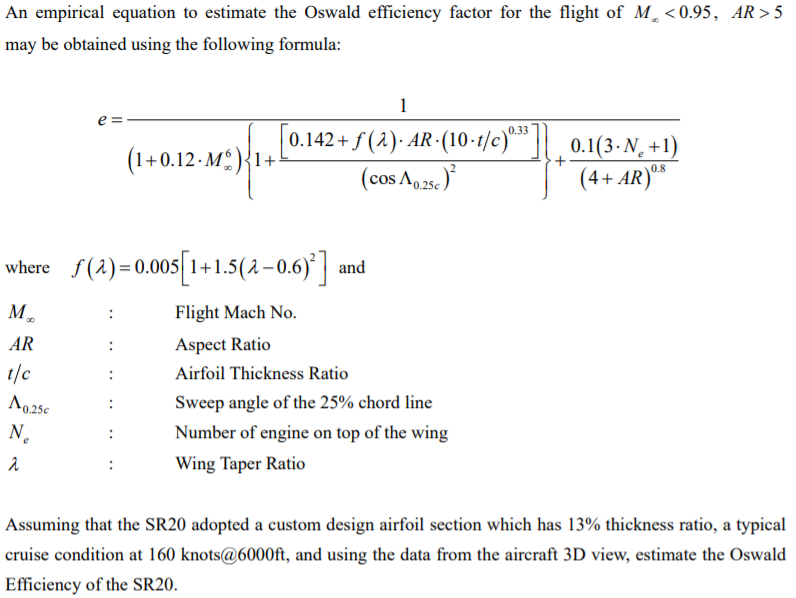 An empirical equation to estimate the Oswald efficiency factor for the flight of M∞ < 0.95, AR > 5
may be obtained using the following formula:
e = 1 / ( (1+0.12·M∞^6){1+[0.142+f(λ)·AR·(10·t/c)^0.33]/(cos Λ0.25c)^2}+0.1(3·Ne+1)/(4+AR)^0.8 )
where f(λ)=0.005[1+1.5(λ−0.6)^2] and
M∞ : Flight Mach No.
AR : Aspect Ratio
t/c : Airfoil Thickness Ratio
Λ0.25c : Sweep angle of the 25% chord line
Ne : Number of engine on top of the wing
λ : Wing Taper Ratio
Assuming that the SR20 adopted a custom design airfoil section which has 13% thickness ratio, a typical
cruise condition at 160 knots@6000ft, and using the data from the aircraft 3D view, estimate the Oswald
Efficiency of the SR20.